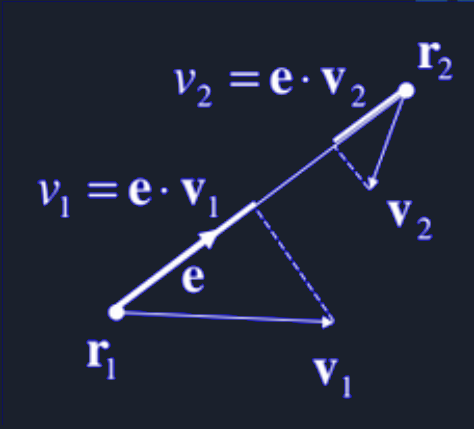 𝐫₂
𝑣₂ = 𝐞 · 𝐯₂
𝑣₁ = 𝐞 · 𝐯₁
𝐯₂
𝐞
𝐫₁
𝐯₁